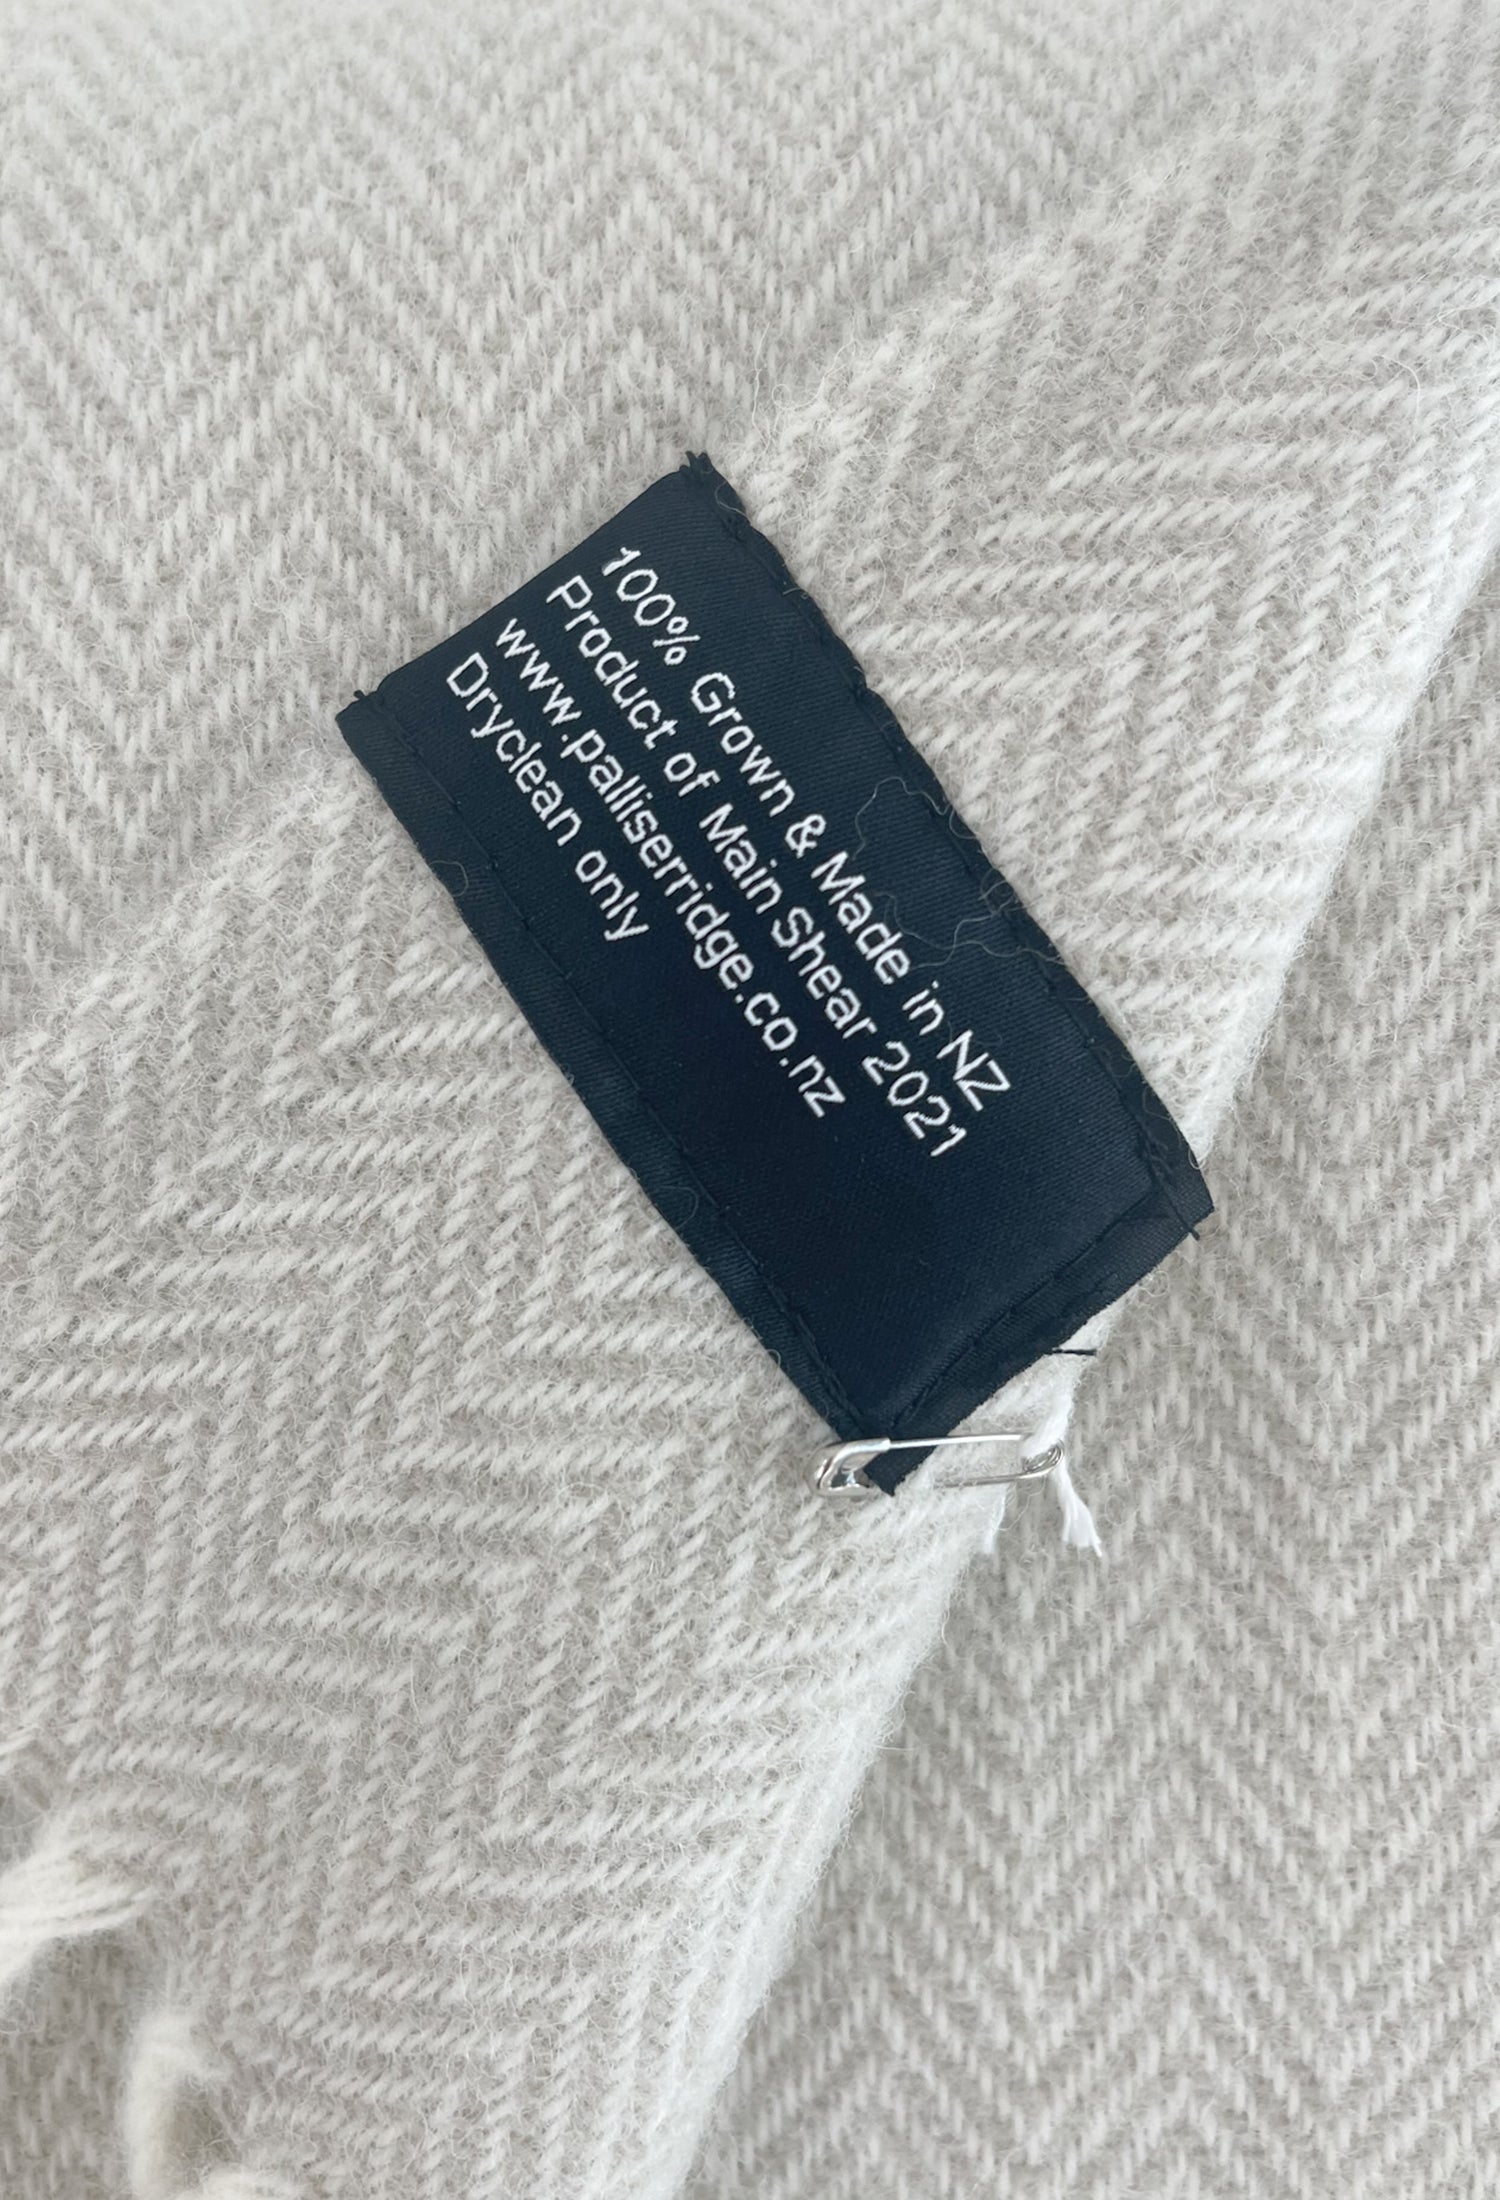 100% Grown & Made in NZ
Product of Main Shear 2021
www.palliserridge.co.nz
Dryclean only